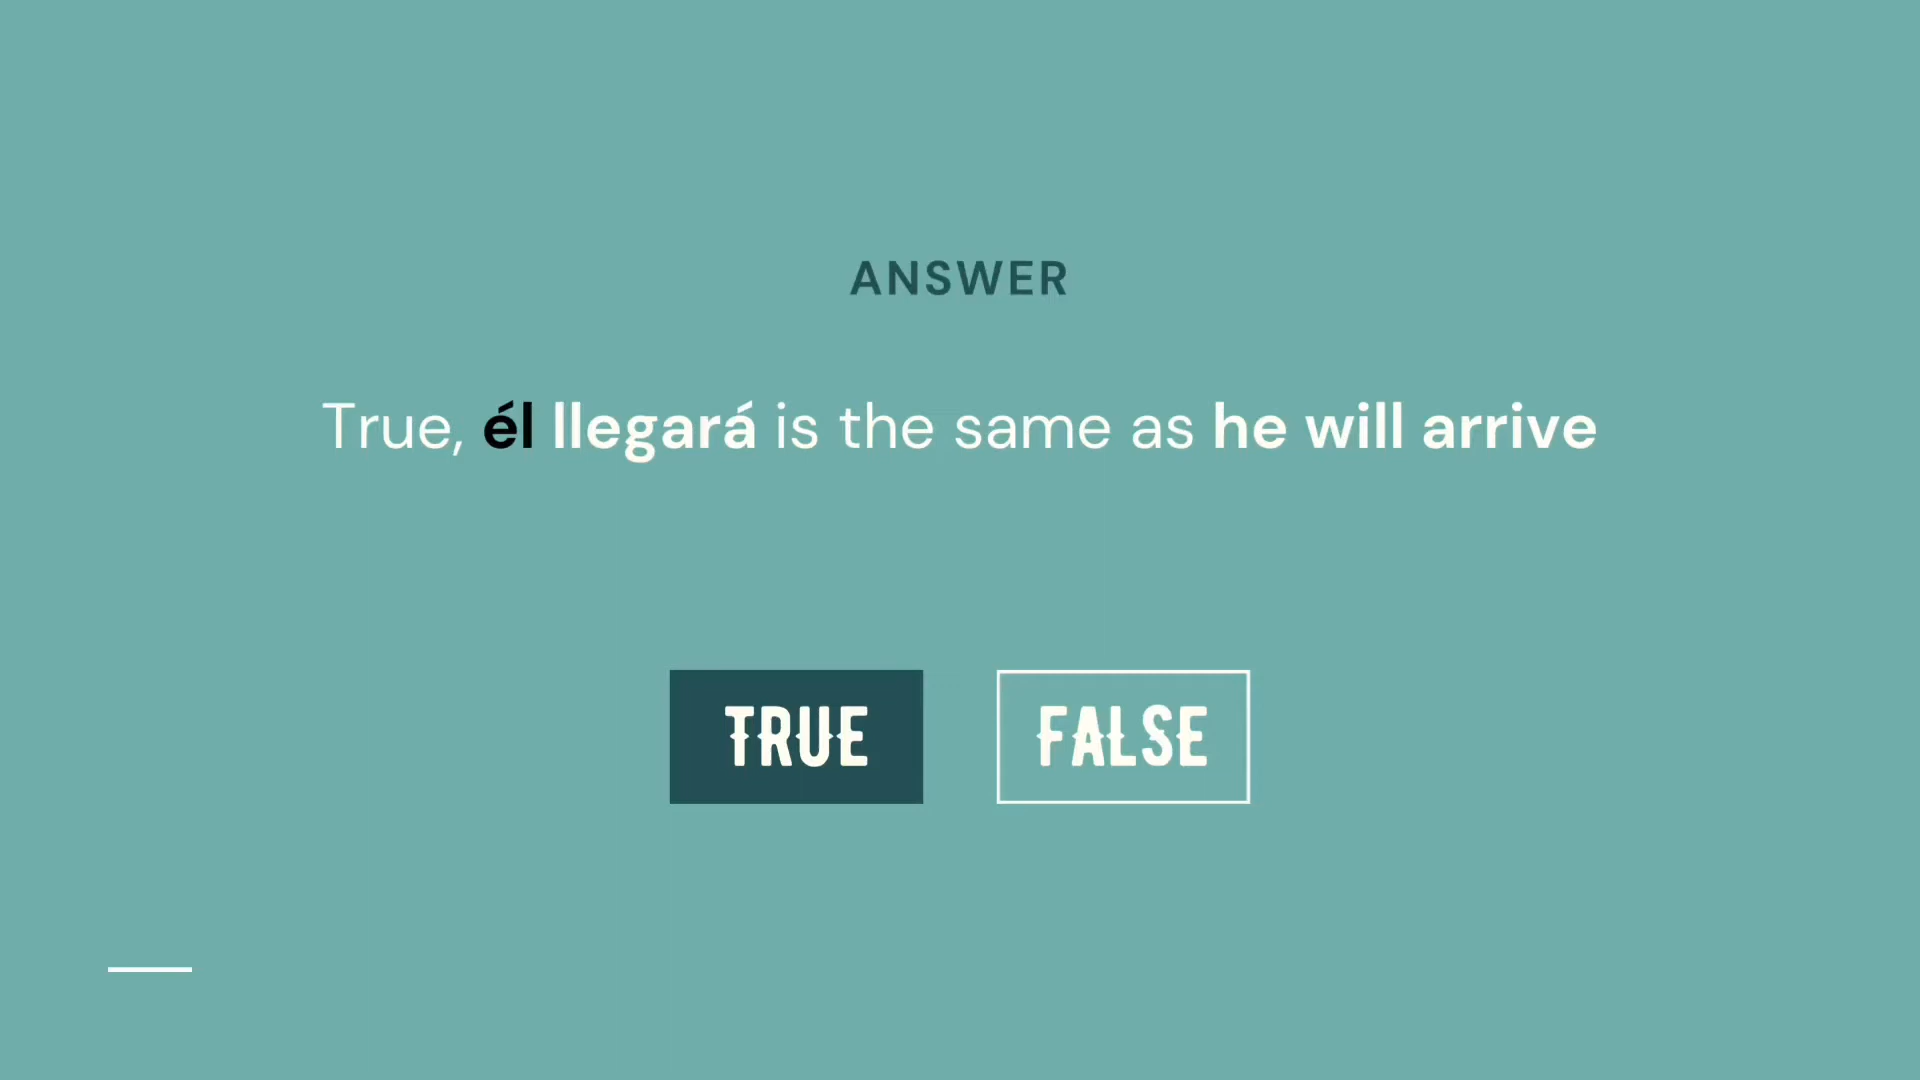 ANSWER
True, él llegará is the same as he will arrive
TRUE
FALSE